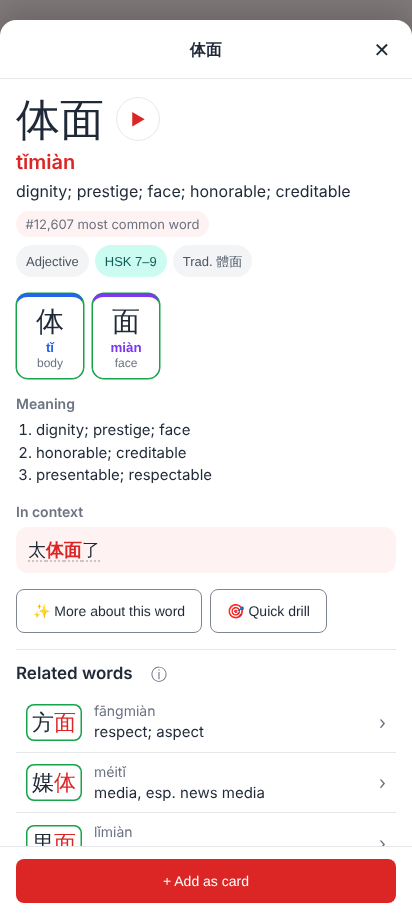 体面
体面
tǐmiàn
dignity; prestige; face; honorable; creditable
#12,607 most common word
Adjective HSK 7–9 Trad. 體面
体 面
tǐ miàn
body face
Meaning
1. dignity; prestige; face
2. honorable; creditable
3. presentable; respectable
In context
太体面了
✨ More about this word 🎯 Quick drill
Related words ⓘ
fāngmiàn
方面
respect; aspect
méitǐ
媒体
media, esp. news media
lǐmiàn
里面
+ Add as card